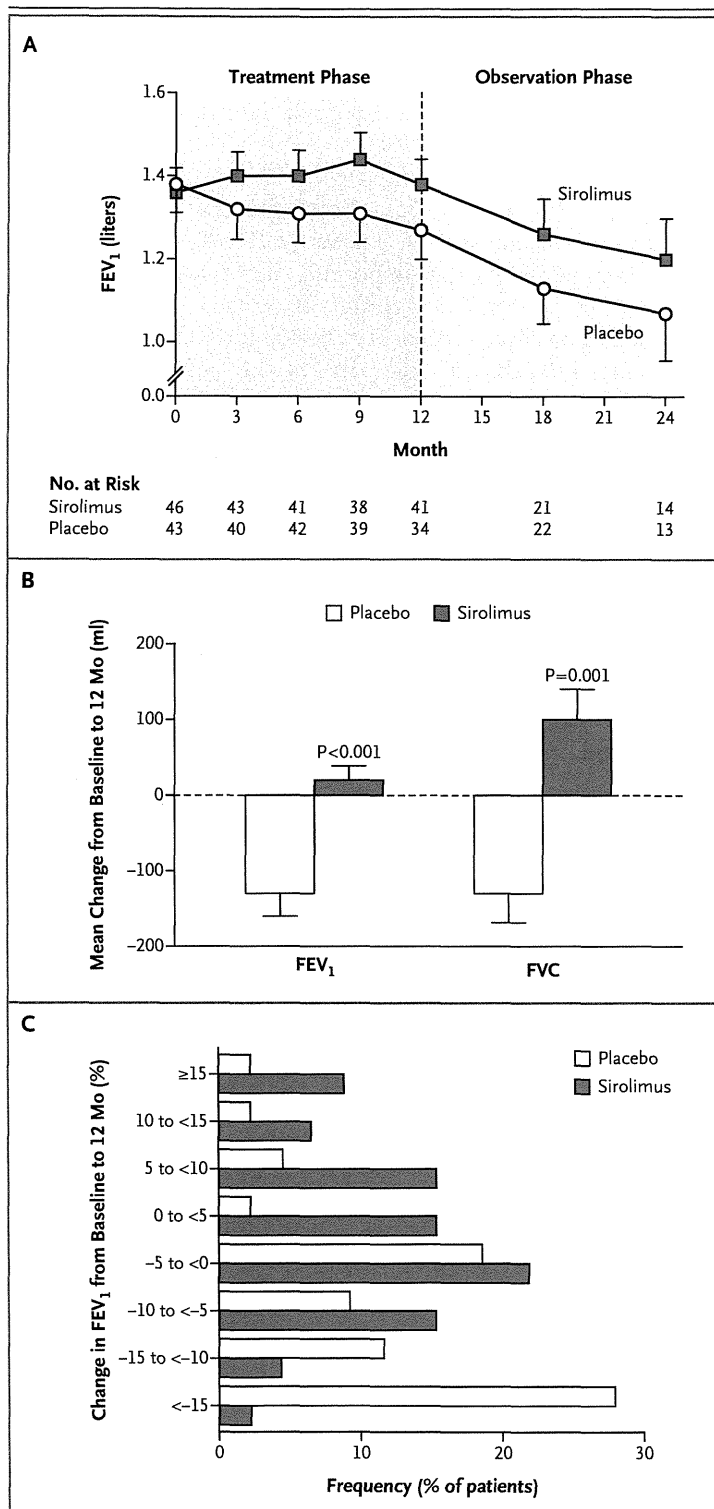 A
Treatment Phase Observation Phase
1.6
1.4
1.2
1.0
0.0
FEV1 (liters)
Sirolimus
Placebo
0 3 6 9 12 15 18 21 24
Month
No. at Risk
Sirolimus 46 43 41 38 41 21 14
Placebo 43 40 42 39 34 22 13
B
Placebo Sirolimus
Mean Change from Baseline to 12 Mo (ml)
200
100
0
−100
−200
P<0.001
P=0.001
FEV1 FVC
C
Placebo
Sirolimus
Change in FEV1 from Baseline to 12 Mo (%)
≥15
10 to <15
5 to <10
0 to <5
−5 to <0
−10 to <−5
−15 to <−10
<−15
0 10 20 30
Frequency (% of patients)